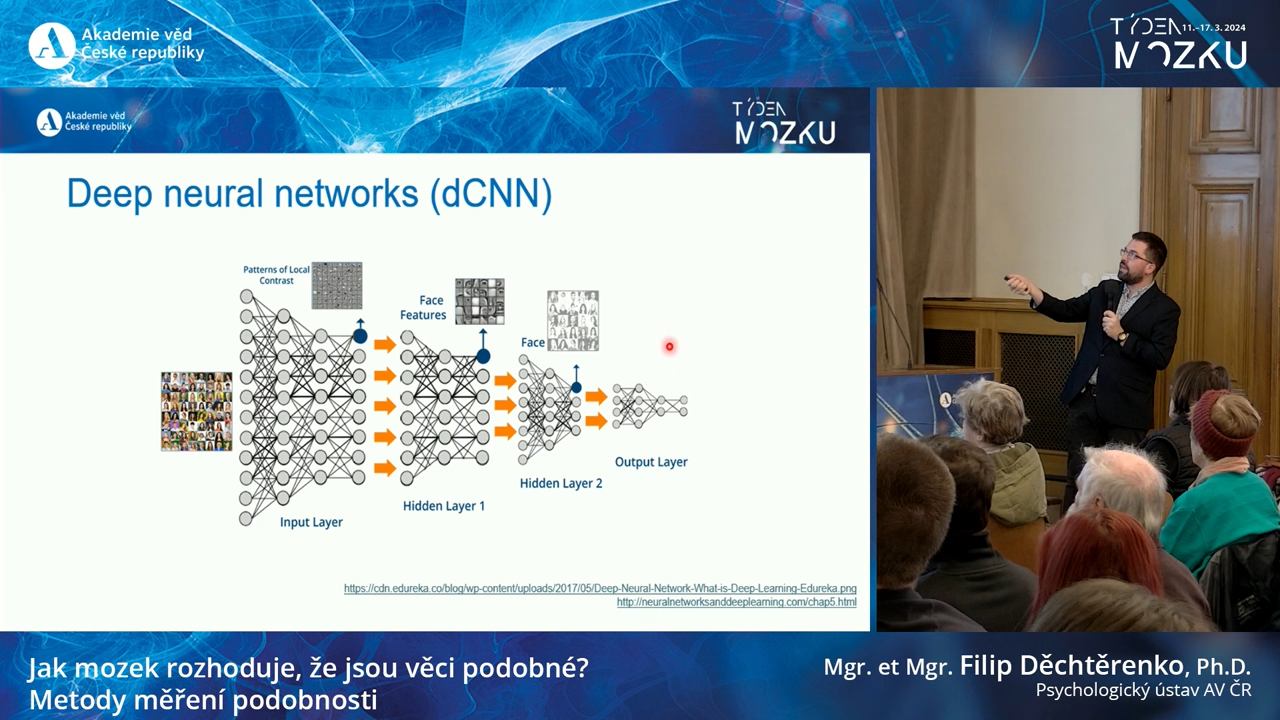 Akademie věd
České republiky
TÝDEN 11.–17. 3. 2024
MOZKU
Akademie věd
České republiky
TÝDEN
MOZKU
Deep neural networks (dCNN)
Patterns of Local
Contrast
Face
Features
Face
Output Layer
Hidden Layer 2
Hidden Layer 1
Input Layer
https://cdn.edureka.co/blog/wp-content/uploads/2017/05/Deep-Neural-Network-What-is-Deep-Learning-Edureka.png
http://neuralnetworksanddeeplearning.com/chap5.html
Jak mozek rozhoduje, že jsou věci podobné?
Metody měření podobnosti
Mgr. et Mgr. Filip Děchtěrenko, Ph.D.
Psychologický ústav AV ČR